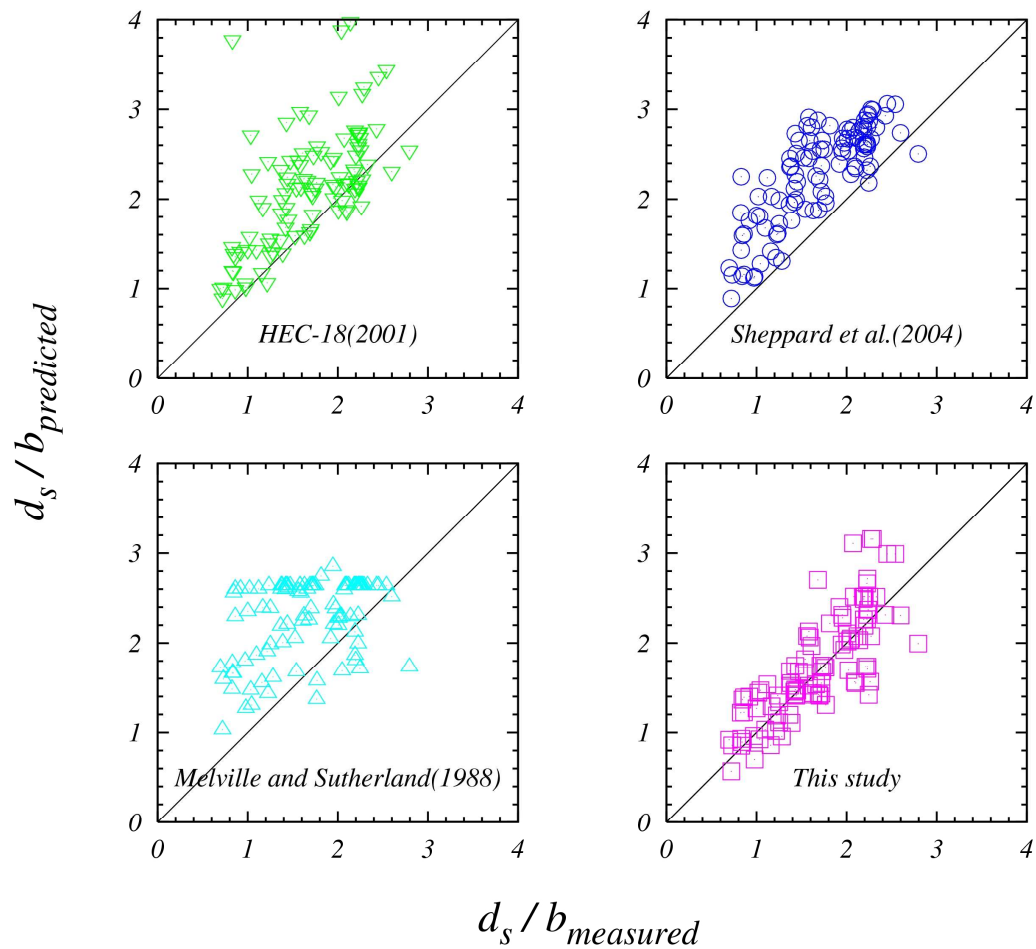 4
3
2
1
0
0 1 2 3 4
HEC-18(2001)
4
3
2
1
0
0 1 2 3 4
Sheppard et al.(2004)
d_s / b_predicted
4
3
2
1
0
0 1 2 3 4
Melville and Sutherland(1988)
4
3
2
1
0
0 1 2 3 4
This study
d_s / b_measured